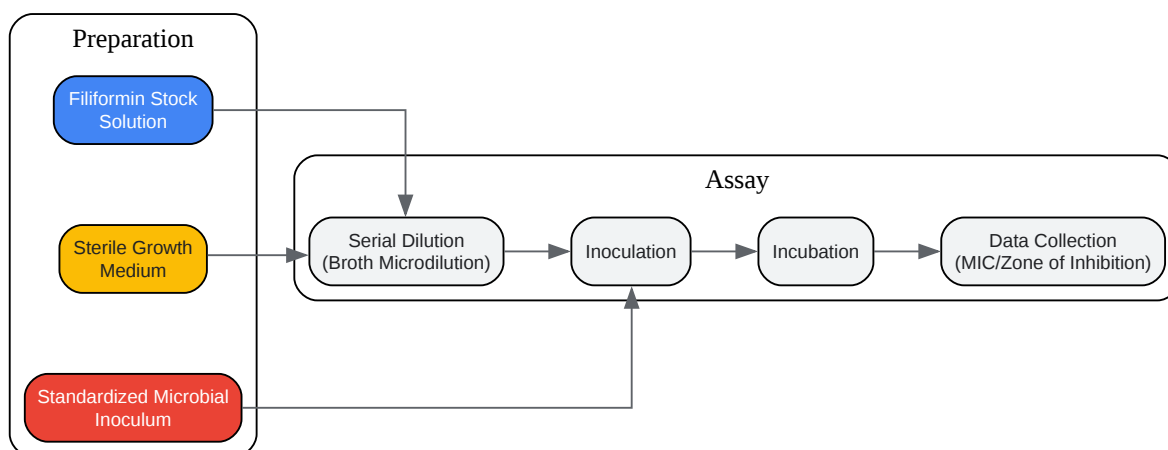 Preparation
Filiformin Stock
Solution
Sterile Growth
Medium
Standardized Microbial
Inoculum
Assay
Serial Dilution
(Broth Microdilution)
Inoculation
Incubation
Data Collection
(MIC/Zone of Inhibition)